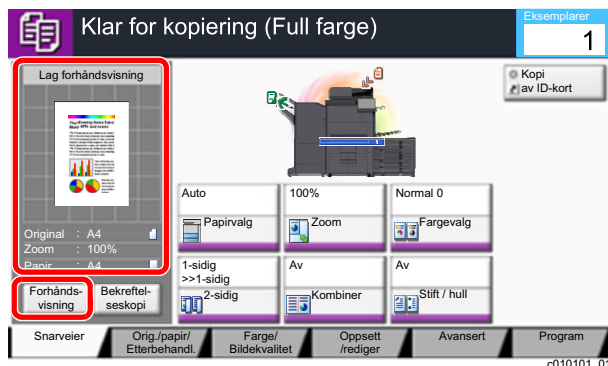 Klar for kopiering (Full farge)
Eksemplarer
1
Lag forhåndsvisning
Original : A4
Zoom : 100%
Papir : A4
Forhånds-
visning
Bekreftel-
seskopi
Kopi
av ID-kort
1
Auto
Papirvalg
100%
Zoom
Normal 0
Fargevalg
1-sidig
>>1-sidig
2-sidig
Av
Kombiner
Av
Stift / hull
Snarveier
Orig./papir/
Etterbehandl.
Farge/
Bildekvalitet
Oppsett
/rediger
Avansert
Program